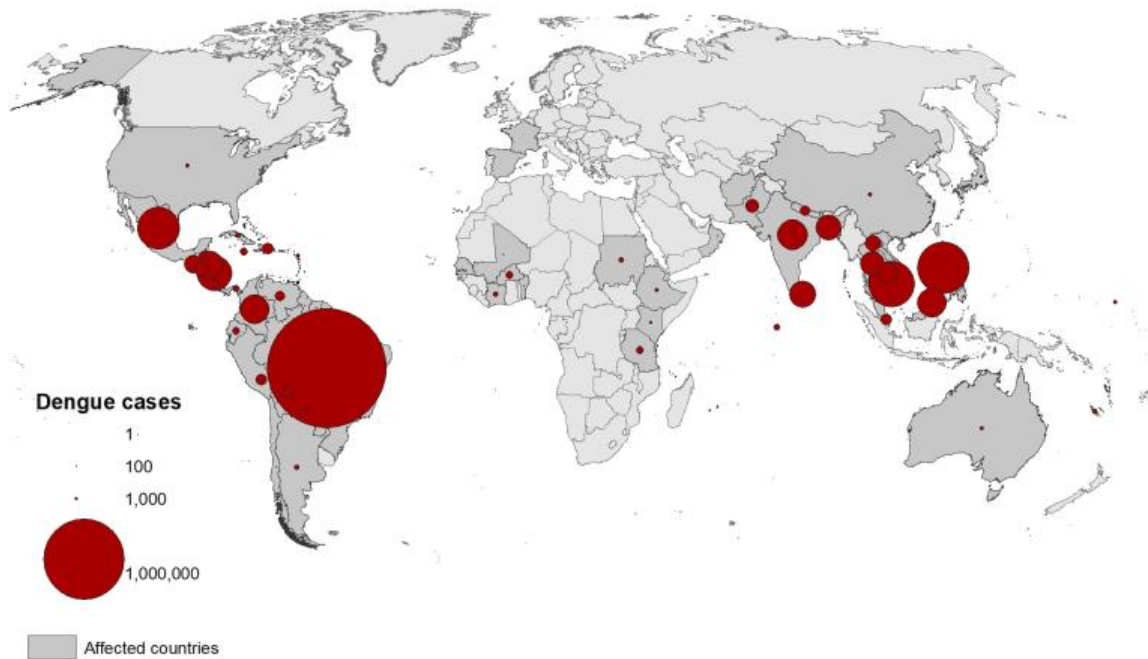 Dengue cases
1
100
1,000
1,000,000
Affected countries